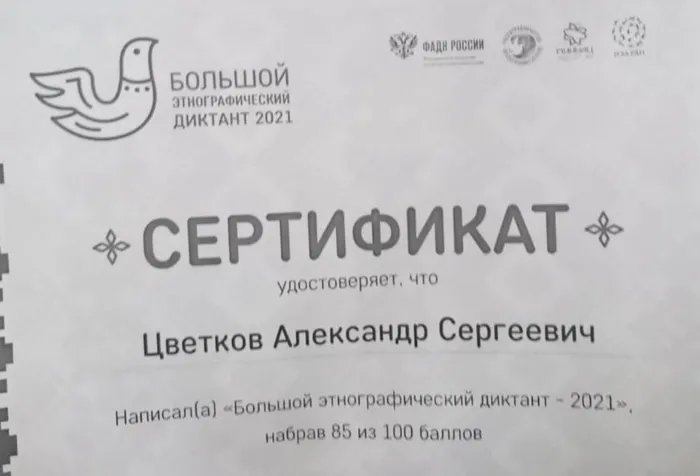 БОЛЬШОЙ
ЭТНОГРАФИЧЕСКИЙ
ДИКТАНТ 2021
ФАДН РОССИИ
СЕРТИФИКАТ
удостоверяет, что
Цветков Александр Сергеевич
Написал(а) «Большой этнографический диктант - 2021»,
набрав 85 из 100 баллов